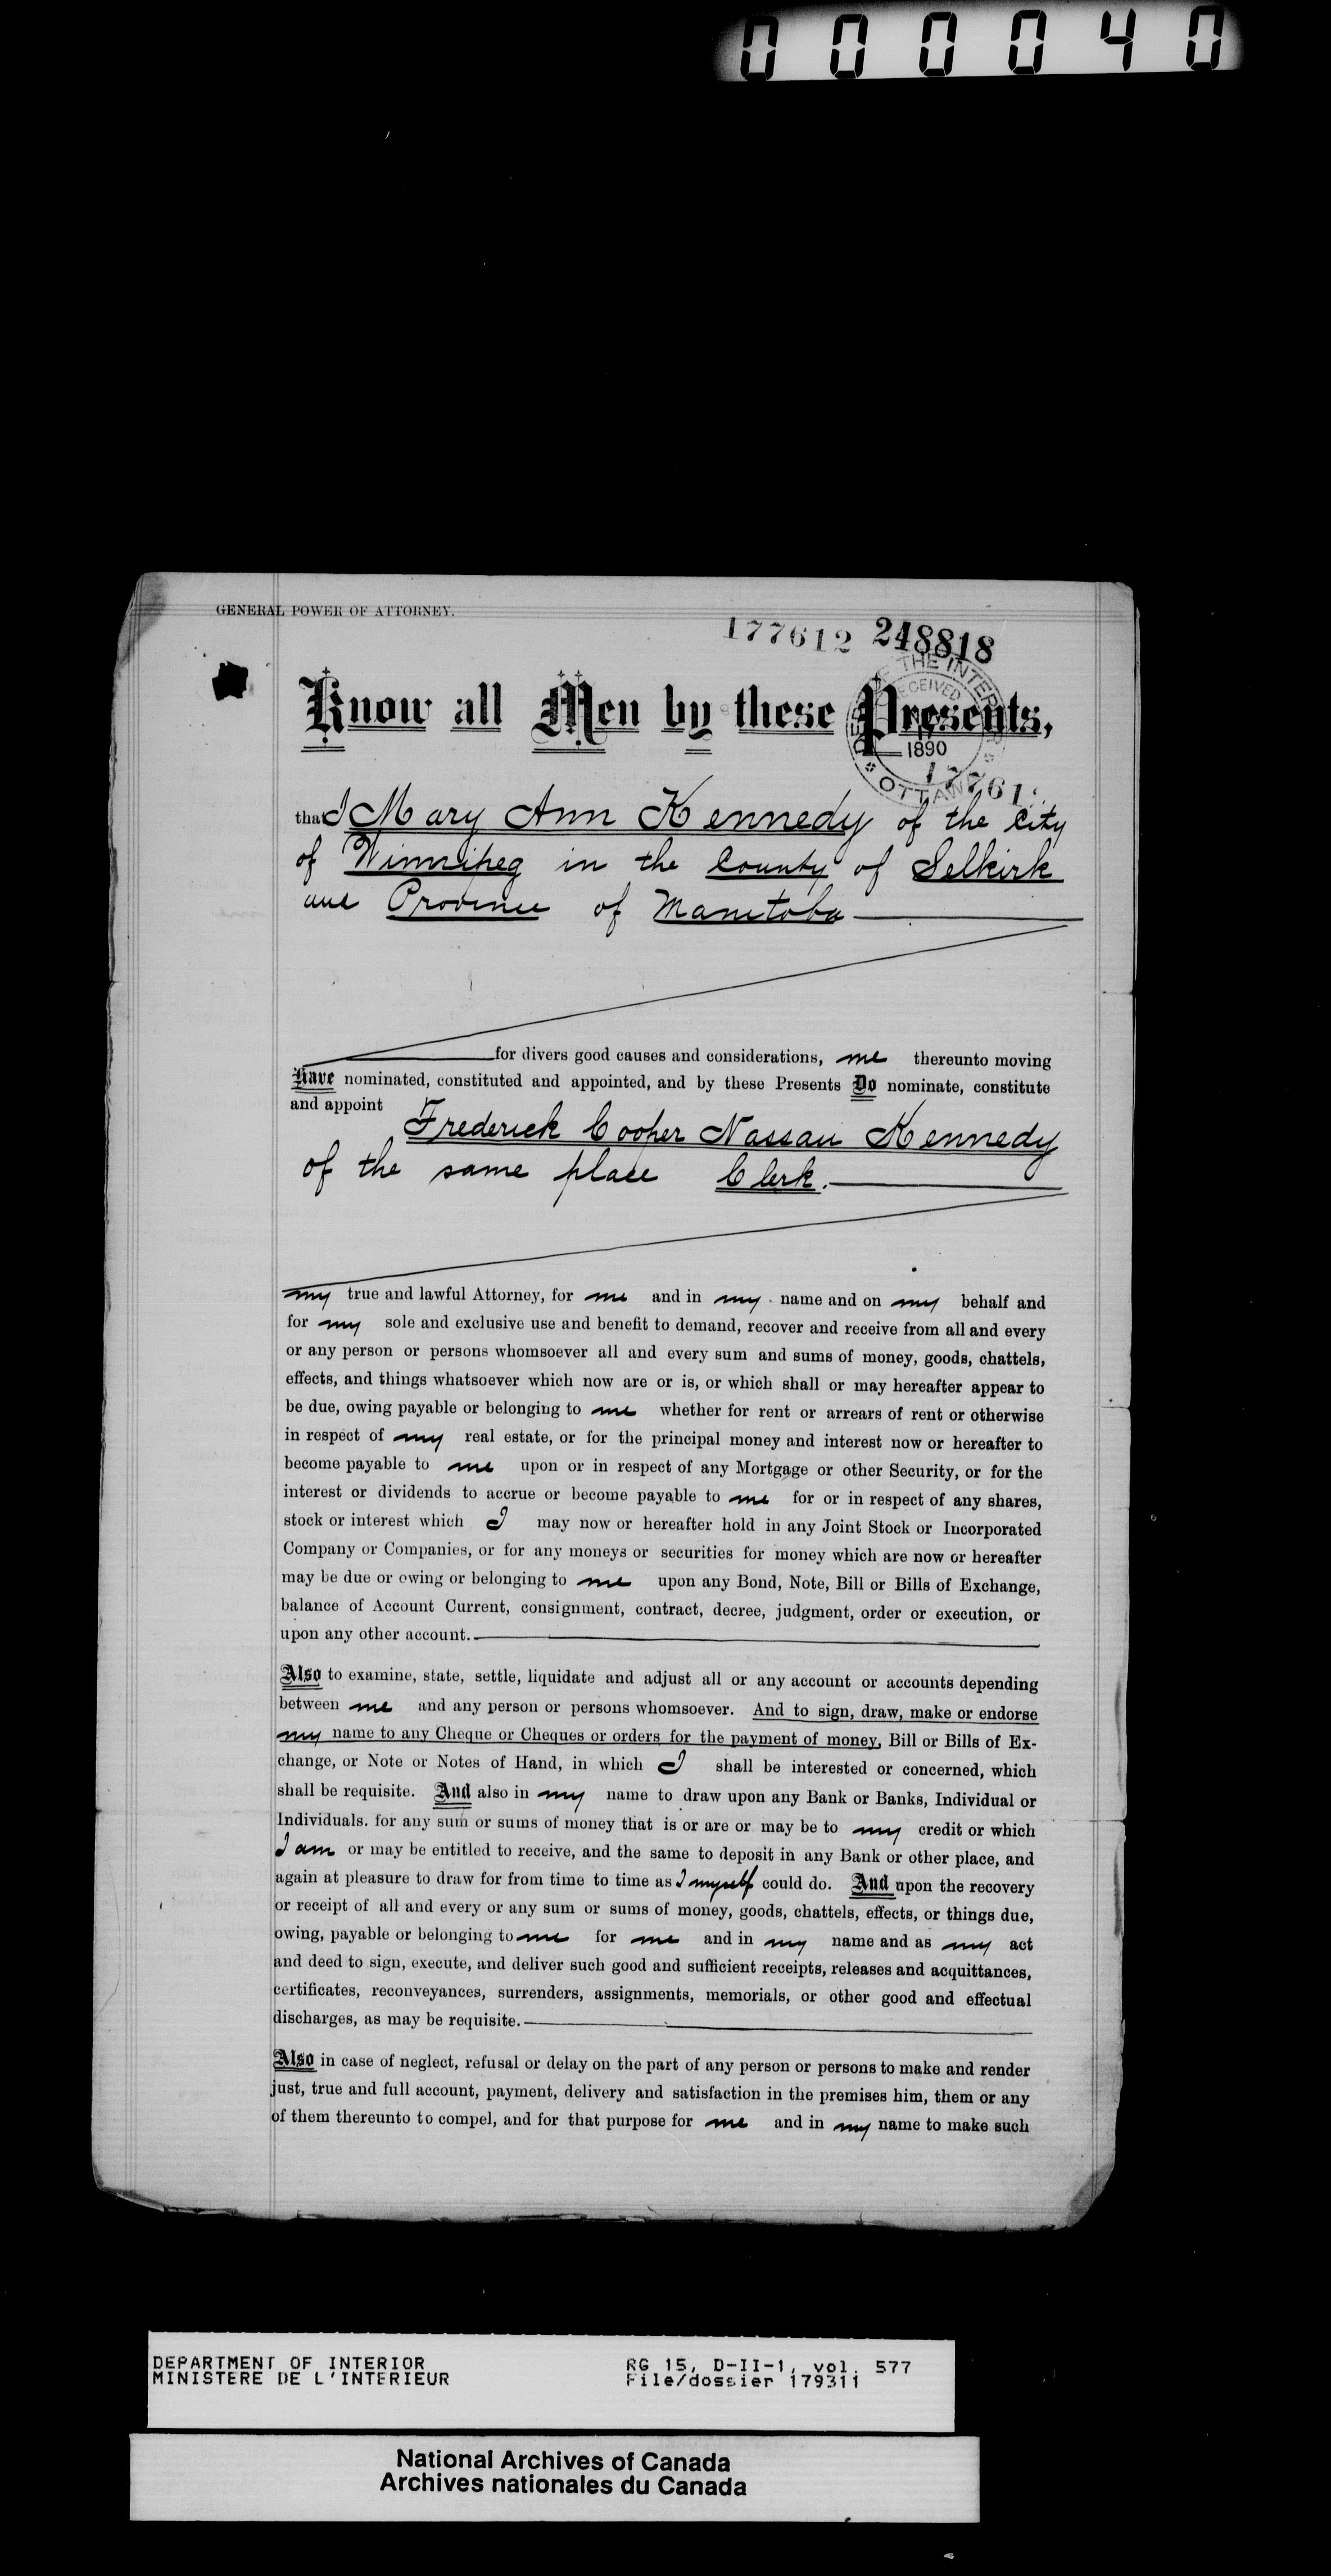 000040
GENERAL POWER OF ATTORNEY.
177612 248818
THE INTERIOR
RECEIVED
1890
OTTAWA
Know all Men by these Presents,
that I Mary Ann Kennedy of the City
of Winnipeg in the County of Selkirk
and Province of Manitoba
for divers good causes and considerations, me thereunto moving
Have nominated, constituted and appointed, and by these Presents Do nominate, constitute
and appoint
Frederick Cooper Nassau Kennedy
of the same place Clerk.
my true and lawful Attorney, for me and in my name and on my behalf and
for my sole and exclusive use and benefit to demand, recover and receive from all and every
or any person or persons whomsoever all and every sum and sums of money, goods, chattels,
effects, and things whatsoever which now are or is, or which shall or may hereafter appear to
be due, owing payable or belonging to me whether for rent or arrears of rent or otherwise
in respect of my real estate, or for the principal money and interest now or hereafter to
become payable to me upon or in respect of any Mortgage or other Security, or for the
interest or dividends to accrue or become payable to me for or in respect of any shares,
stock or interest which I may now or hereafter hold in any Joint Stock or Incorporated
Company or Companies, or for any moneys or securities for money which are now or hereafter
may be due or owing or belonging to me upon any Bond, Note, Bill or Bills of Exchange,
balance of Account Current, consignment, contract, decree, judgment, order or execution, or
upon any other account.
Also to examine, state, settle, liquidate and adjust all or any account or accounts depending
between me and any person or persons whomsoever. And to sign, draw, make or endorse
my name to any Cheque or Cheques or orders for the payment of money, Bill or Bills of Ex-
change, or Note or Notes of Hand, in which I shall be interested or concerned, which
shall be requisite. And also in my name to draw upon any Bank or Banks, Individual or
Individuals. for any sum or sums of money that is or are or may be to my credit or which
I am or may be entitled to receive, and the same to deposit in any Bank or other place, and
again at pleasure to draw for from time to time as I myself could do. And upon the recovery
or receipt of all and every or any sum or sums of money, goods, chattels, effects, or things due,
owing, payable or belonging to me for me and in my name and as my act
and deed to sign, execute, and deliver such good and sufficient receipts, releases and acquittances,
certificates, reconveyances, surrenders, assignments, memorials, or other good and effectual
discharges, as may be requisite.
Also in case of neglect, refusal or delay on the part of any person or persons to make and render
just, true and full account, payment, delivery and satisfaction in the premises him, them or any
of them thereunto to compel, and for that purpose for me and in my name to make such
DEPARTMENT OF INTERIOR RG 15, D-II-1, vol. 577
MINISTERE DE L'INTERIEUR File/dossier 179311
National Archives of Canada
Archives nationales du Canada